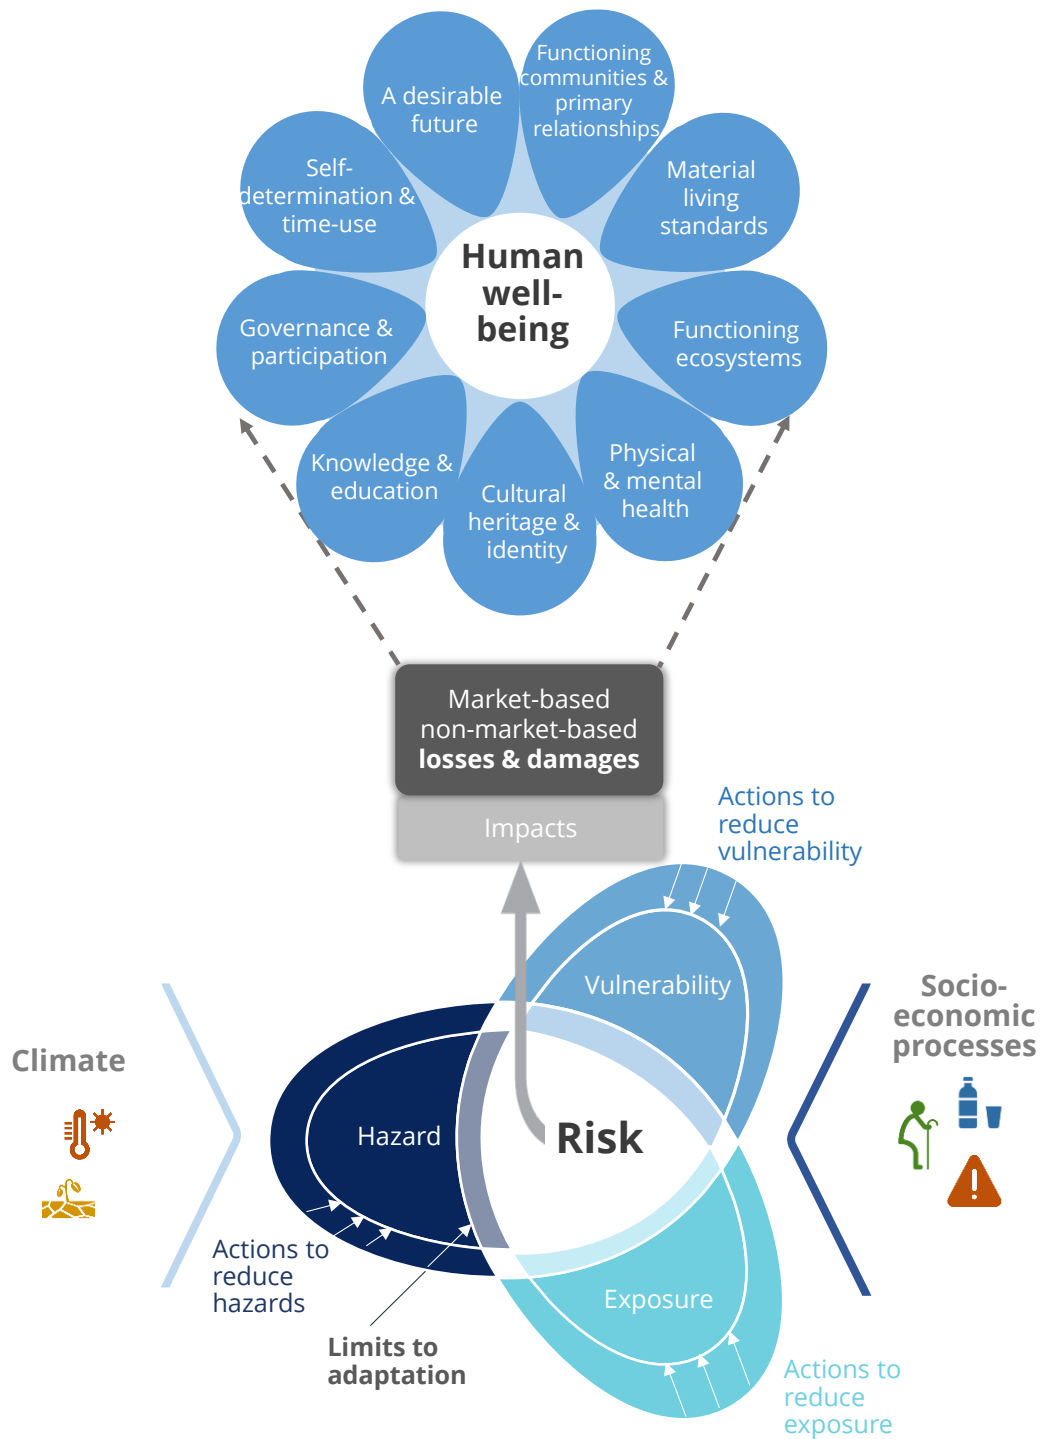 A desirable
future
Functioning
communities &
primary
relationships
Self-
determination &
time-use
Material
living
standards
Human
well-
being
Governance &
participation
Functioning
ecosystems
Knowledge &
education
Cultural
heritage &
identity
Physical
& mental
health
Market-based
non-market-based
losses & damages
Impacts
Actions to
reduce
vulnerability
Vulnerability
Climate
Socio-
economic
processes
Hazard
Risk
Actions to
reduce
hazards
Limits to
adaptation
Exposure
Actions to
reduce
exposure